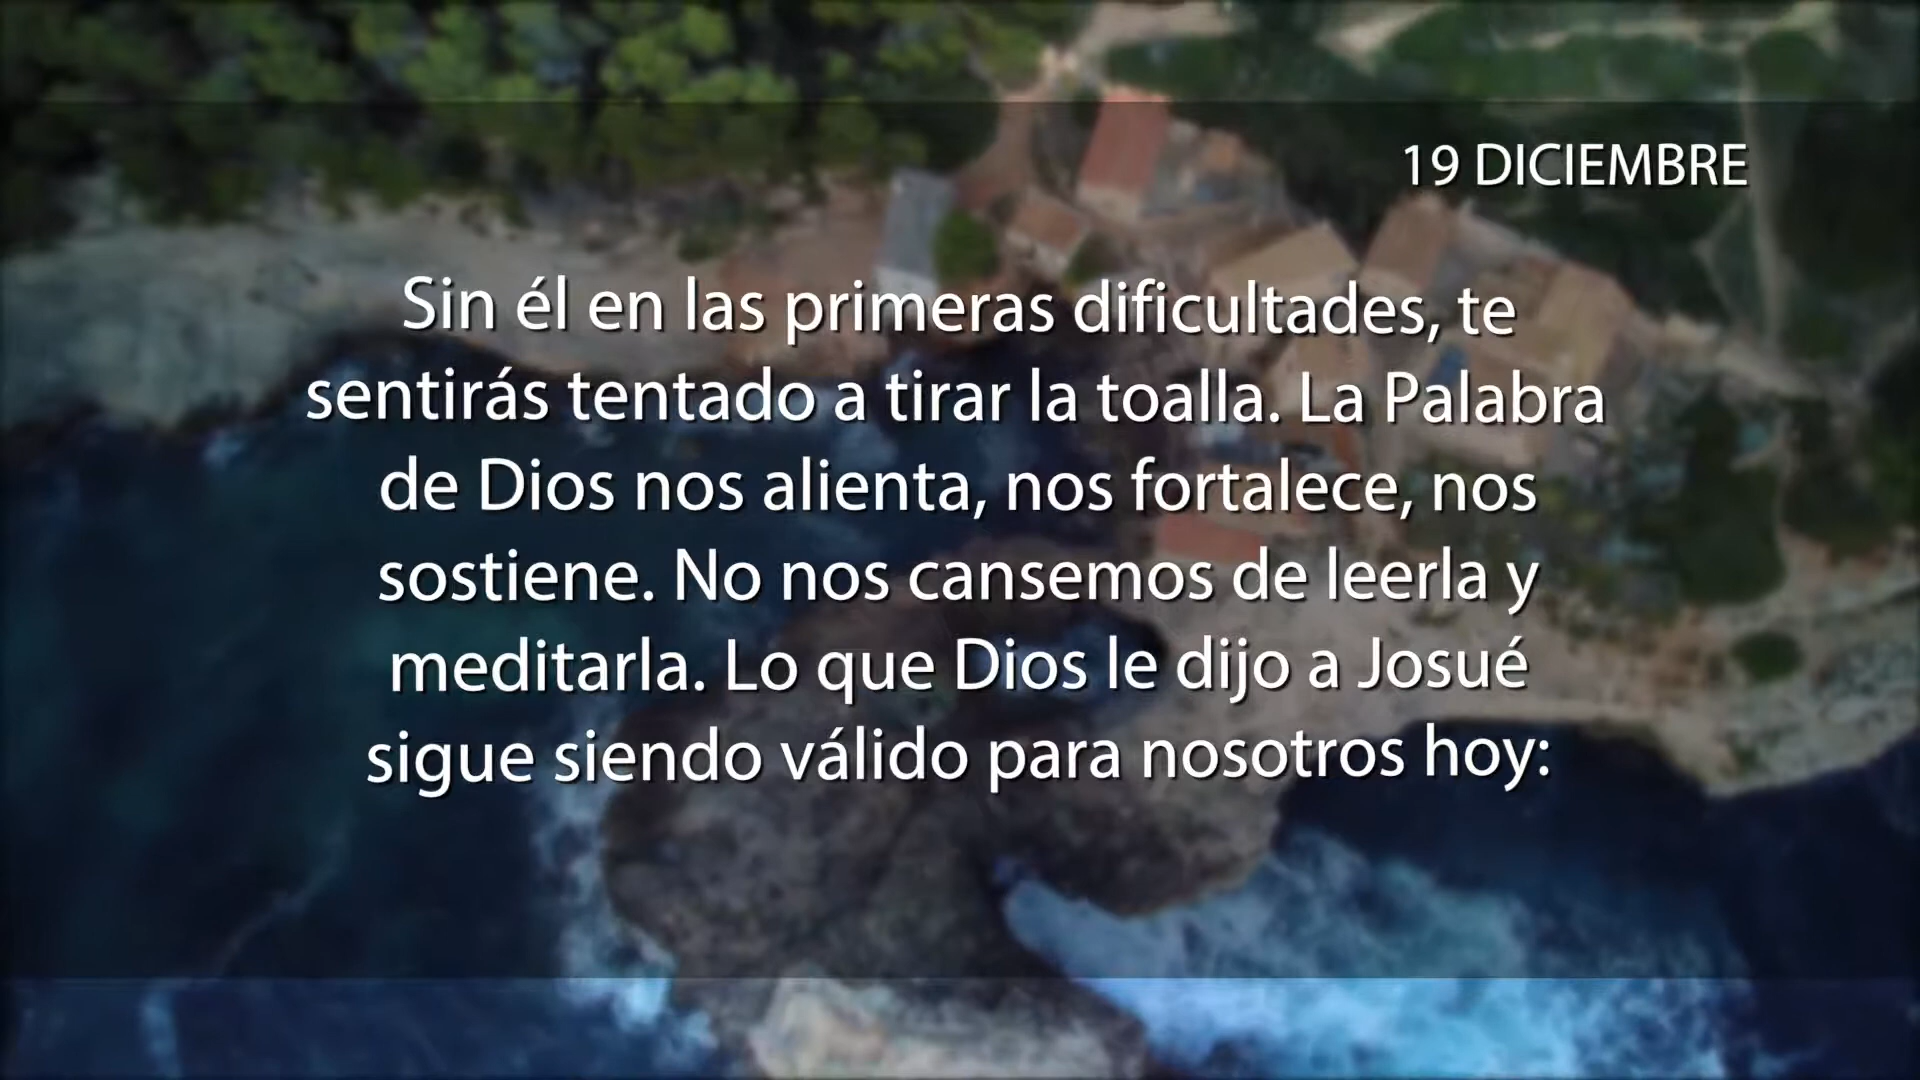 19 DICIEMBRE
Sin él en las primeras dificultades, te
sentirás tentado a tirar la toalla. La Palabra
de Dios nos alienta, nos fortalece, nos
sostiene. No nos cansemos de leerla y
meditarla. Lo que Dios le dijo a Josué
sigue siendo válido para nosotros hoy: